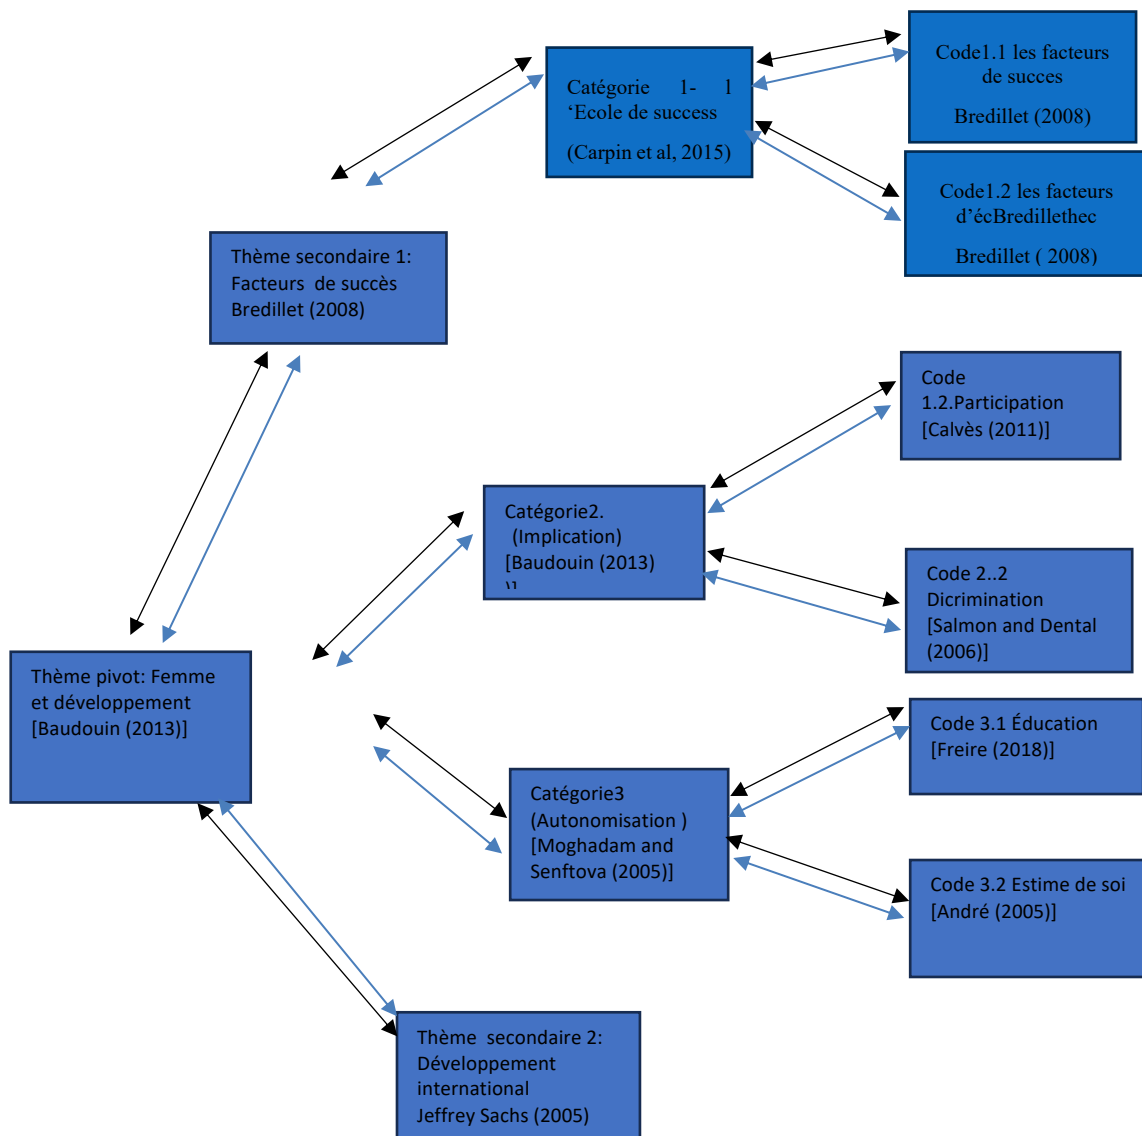 Catégorie 1- l
‘Ecole de success
(Carpin et al, 2015)
Code1.1 les facteurs
de succes
Bredillet (2008)
Code1.2 les facteurs
d’écBredillethec
Bredillet ( 2008)
Thème secondaire 1:
Facteurs de succès
Bredillet (2008)
Code
1.2.Participation
[Calvès (2011)]
Catégorie2.
(Implication)
[Baudouin (2013)
)]
Code 2..2
Dicrimination
[Salmon and Dental
(2006)]
Thème pivot: Femme
et développement
[Baudouin (2013)]
Code 3.1 Éducation
[Freire (2018)]
Catégorie3
(Autonomisation )
[Moghadam and
Senftova (2005)]
Code 3.2 Estime de soi
[André (2005)]
Thème secondaire 2:
Développement
international
Jeffrey Sachs (2005)